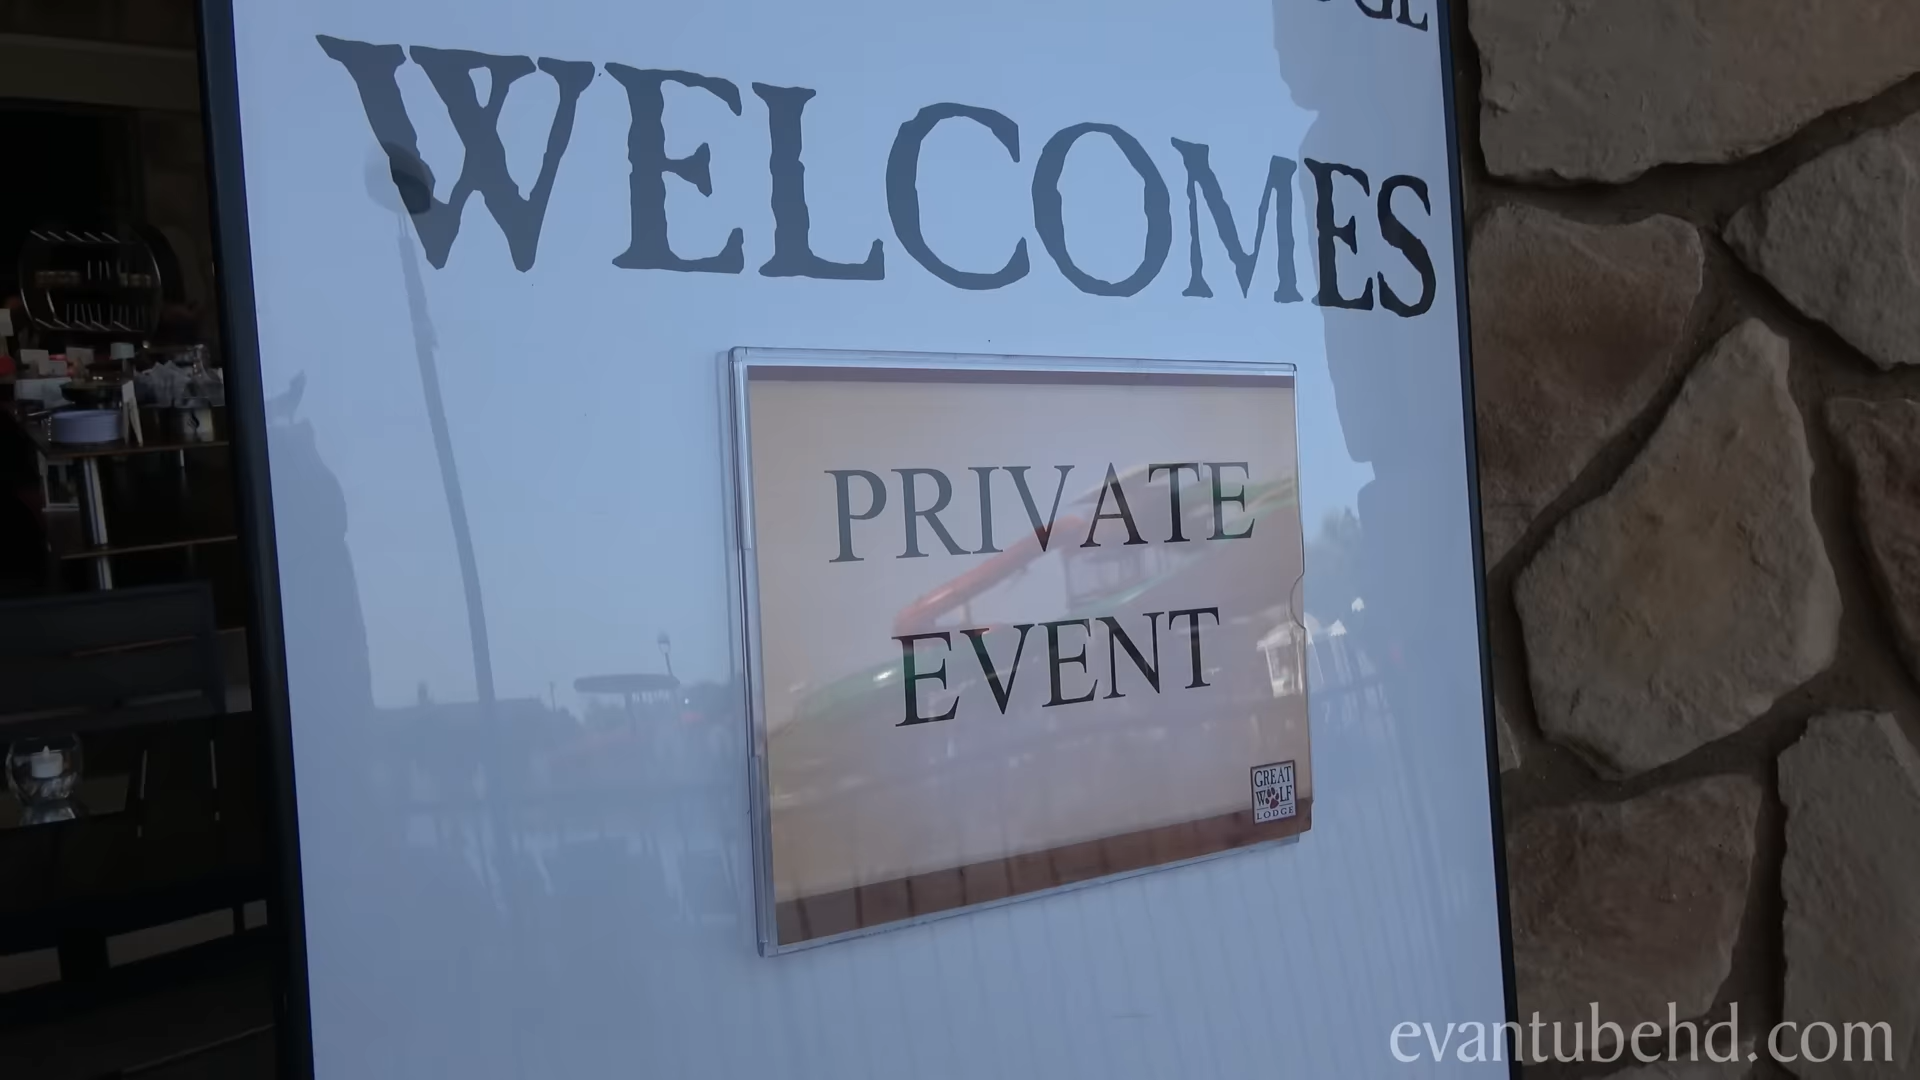 WELCOMES
PRIVATE
EVENT
GREAT
WOLF
LODGE
evantubehd.com